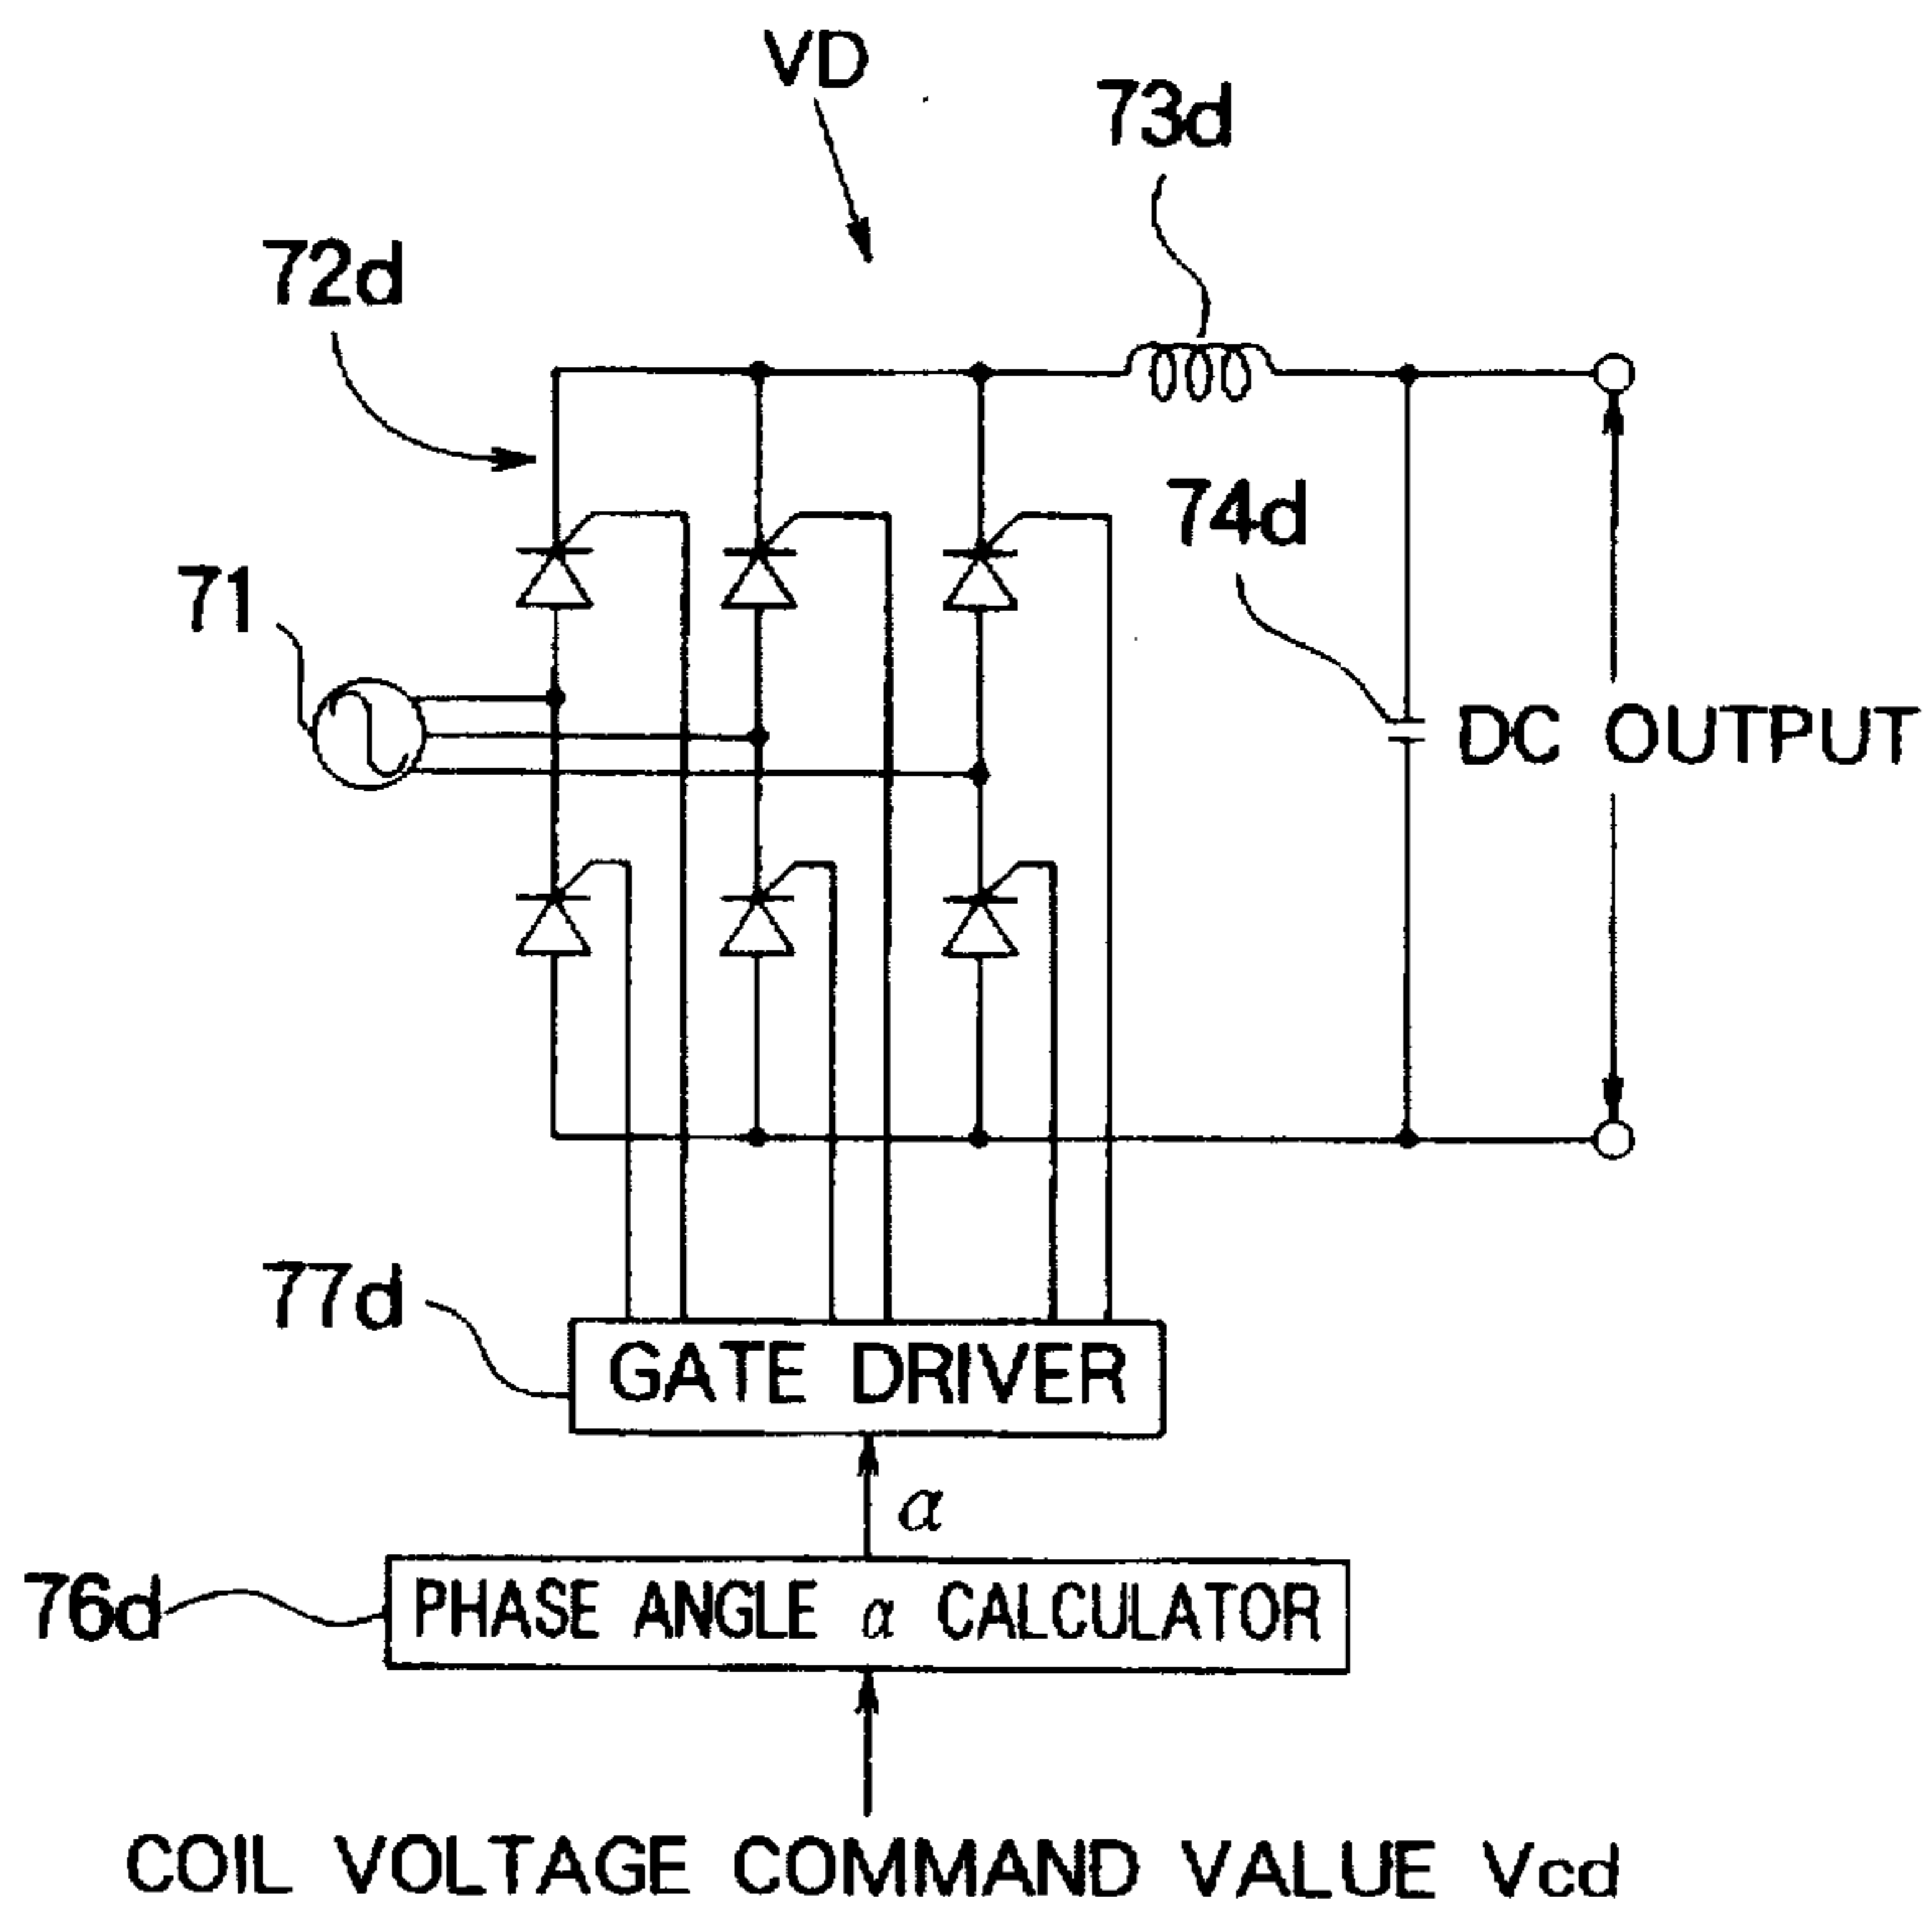 VD
73d
72d
74d
71
DC OUTPUT
77d
GATE DRIVER
α
76d
PHASE ANGLE α CALCULATOR
COIL VOLTAGE COMMAND VALUE Vcd